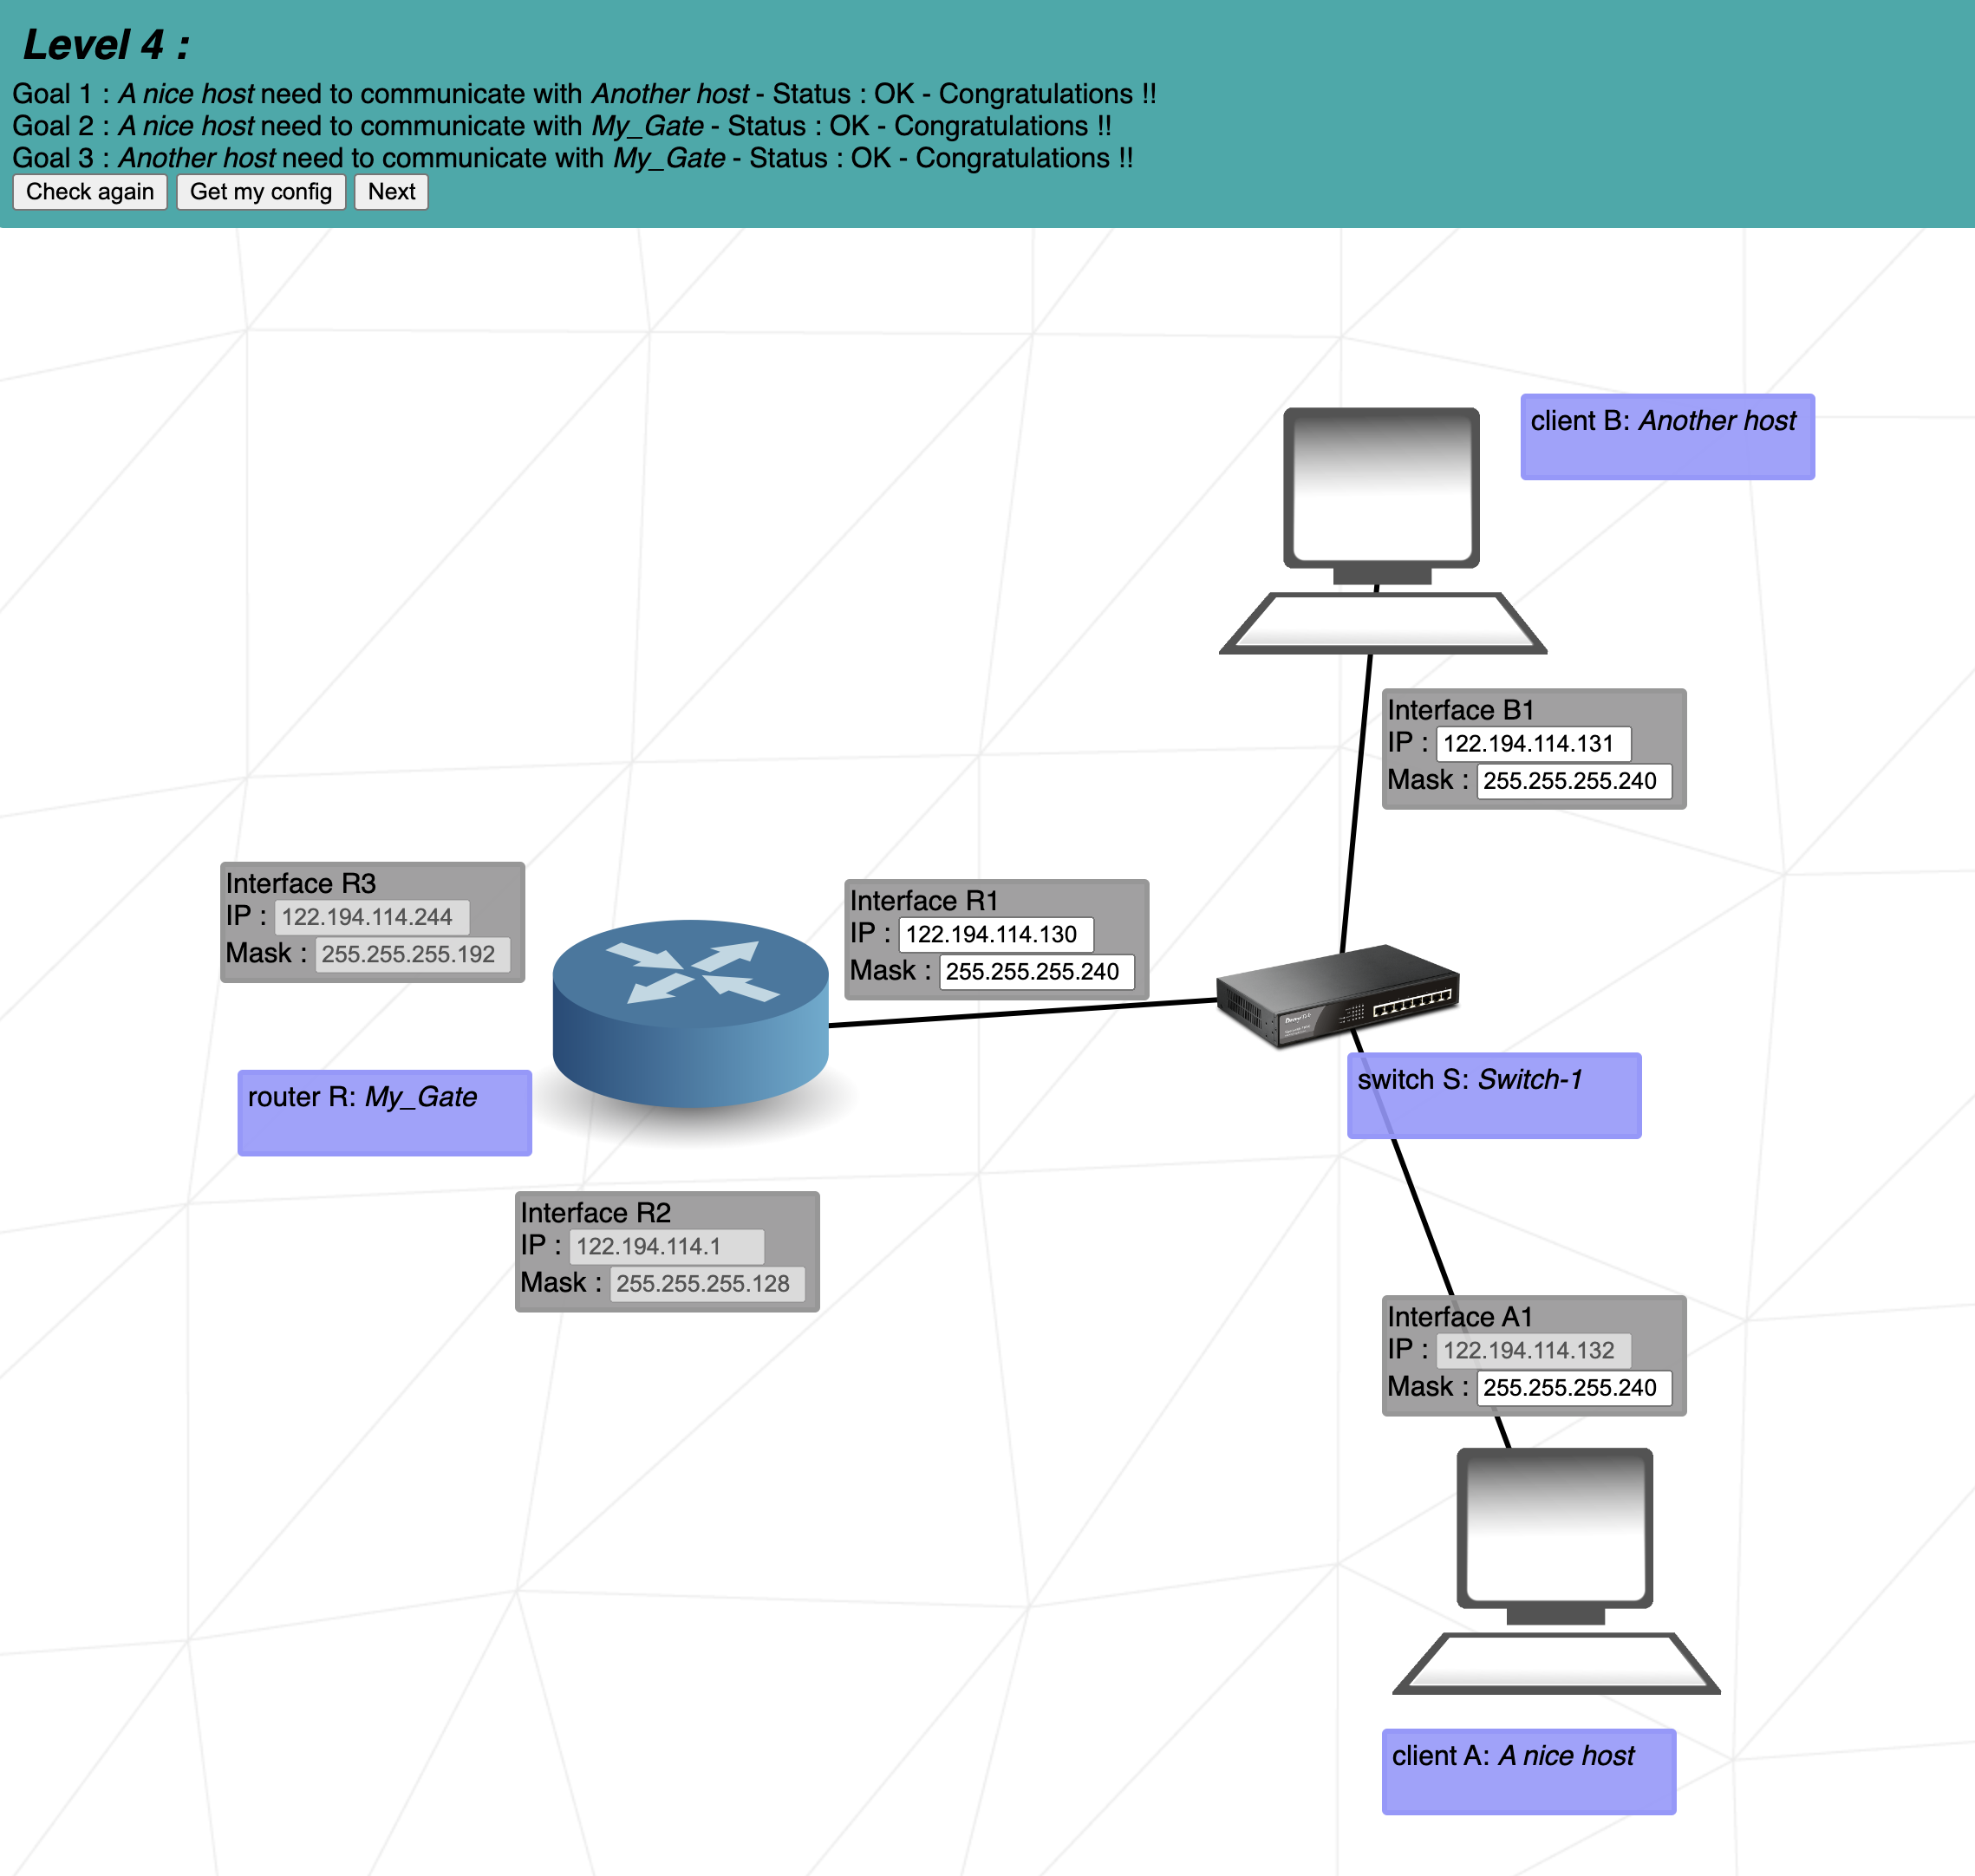 Level 4 :
Goal 1 : A nice host need to communicate with Another host - Status : OK - Congratulations !!
Goal 2 : A nice host need to communicate with My_Gate - Status : OK - Congratulations !!
Goal 3 : Another host need to communicate with My_Gate - Status : OK - Congratulations !!
Check again Get my config Next
client B: Another host
Interface B1
IP : 122.194.114.131
Mask : 255.255.255.240
Interface R3
IP : 122.194.114.244
Mask : 255.255.255.192
Interface R1
IP : 122.194.114.130
Mask : 255.255.255.240
router R: My_Gate
switch S: Switch-1
Interface R2
IP : 122.194.114.1
Mask : 255.255.255.128
Interface A1
IP : 122.194.114.132
Mask : 255.255.255.240
client A: A nice host